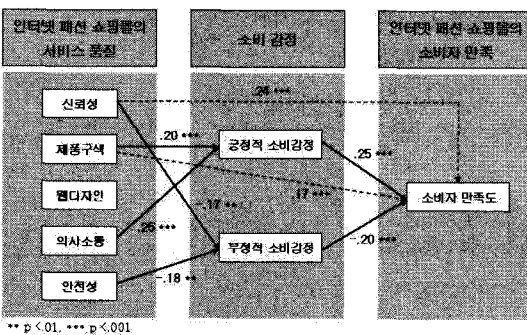 인터넷 패션 쇼핑몰의
서비스 품질
소비 감정
인터넷 패션 쇼핑몰의
소비자 만족
신뢰성
제품구색
웹디자인
의사소통
안전성
긍정적 소비감정
부정적 소비감정
소비자 만족도
.24 ***
.20 ***
.25 ***
.17 ***
-.17 **
.25 ***
-.20 ***
-.18 **
** p <.01, *** p <.001